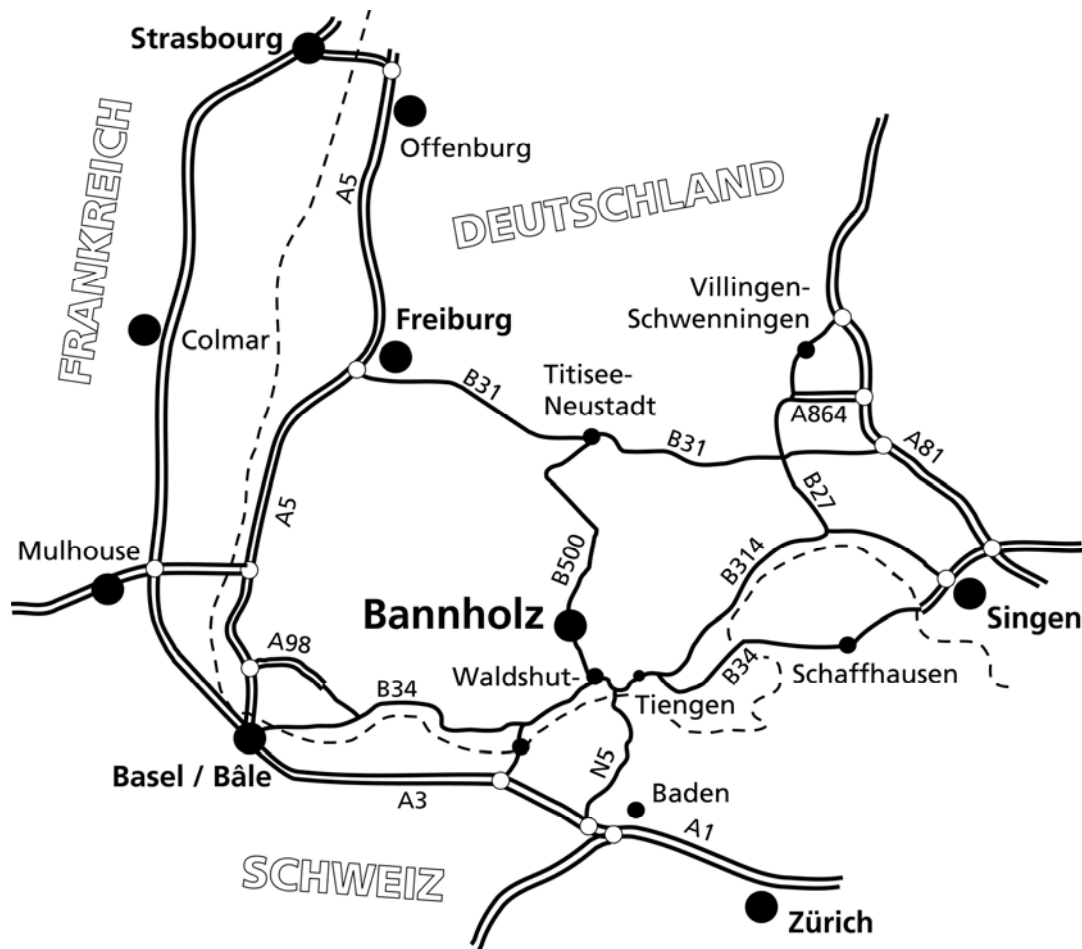 Strasbourg
FRANKREICH
Offenburg
A5
DEUTSCHLAND
Villingen-
Schwenningen
Colmar
Freiburg
B31
Titisee-
Neustadt
A864
B31
A81
B27
A5
Mulhouse
B500
B314
Bannholz
Singen
A98
Waldshut-
Tiengen
B34
Schaffhausen
B34
Basel / Bâle
A3
N5
Baden
A1
SCHWEIZ
Zürich